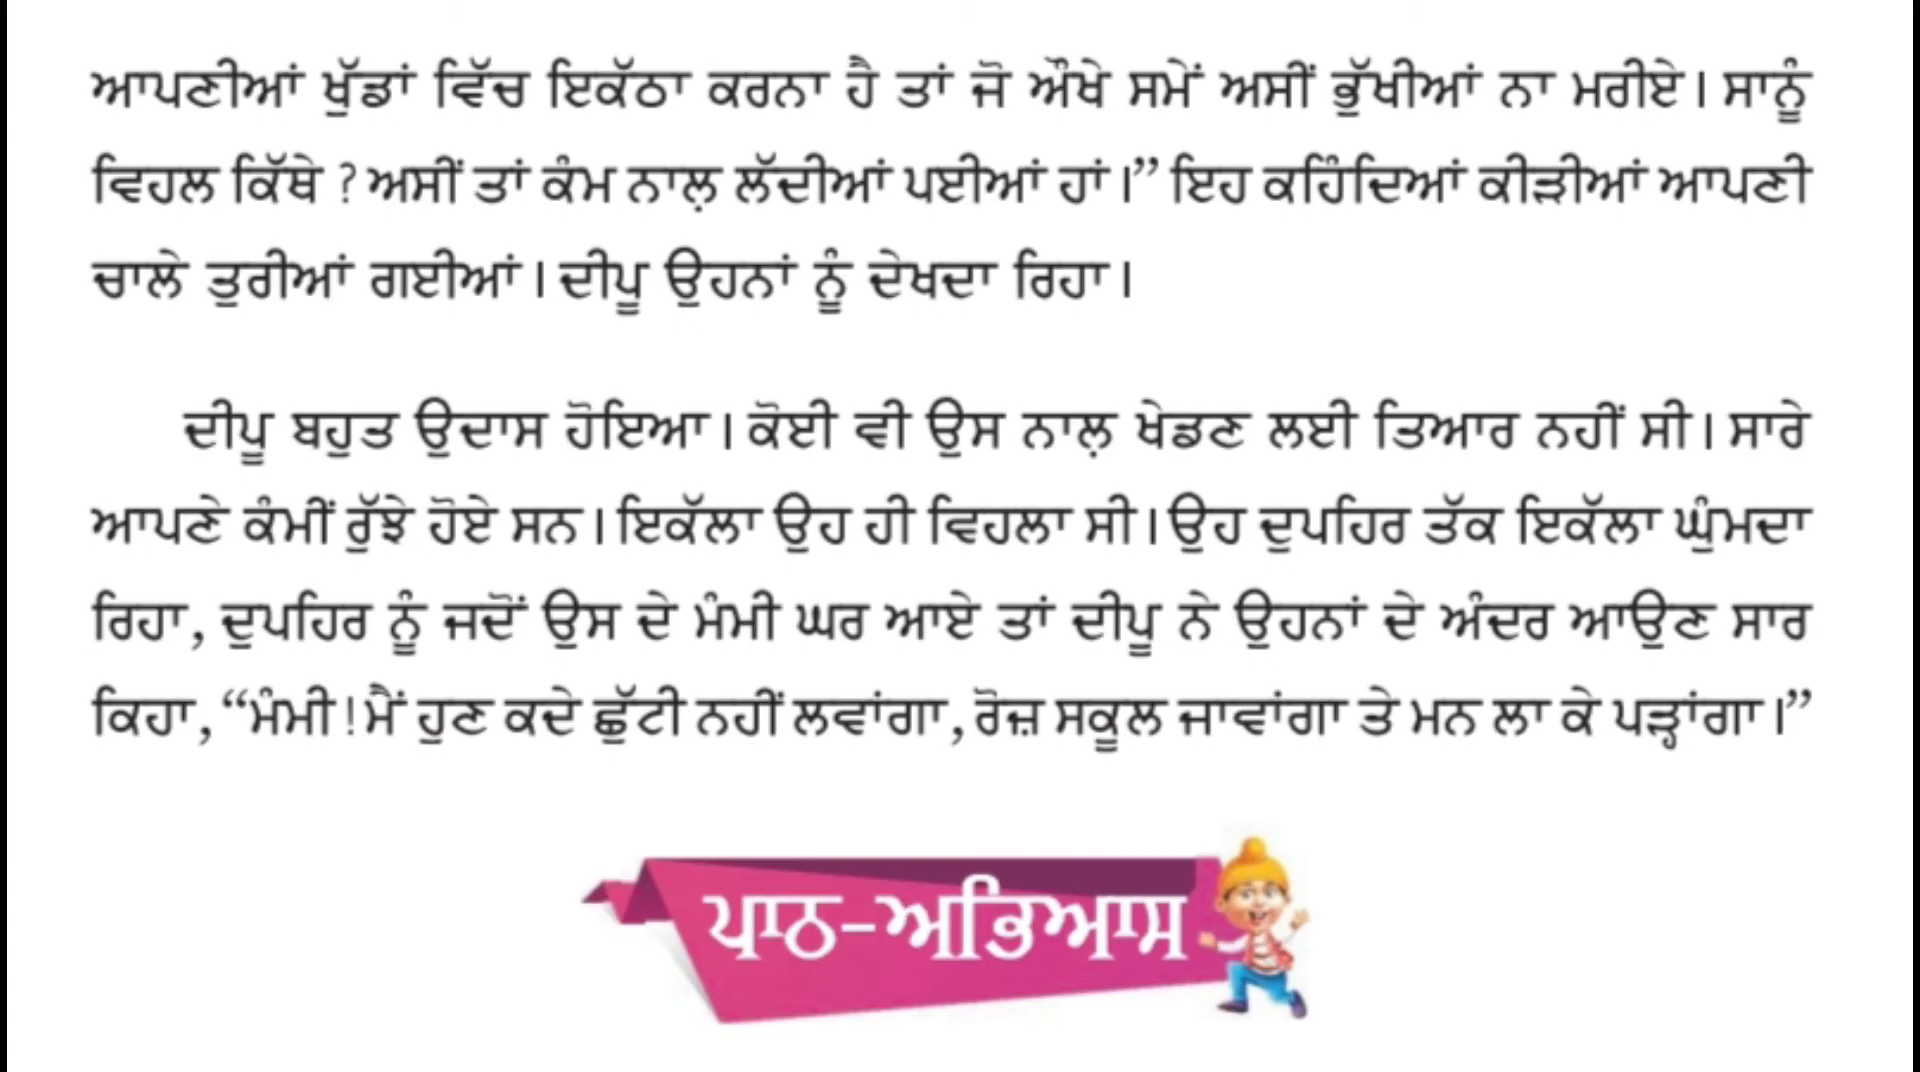 ਆਪਣੀਆਂ ਖੁੱਡਾਂ ਵਿੱਚ ਇਕੱਠਾ ਕਰਨਾ ਹੈ ਤਾਂ ਜੋ ਔਖੇ ਸਮੇਂ ਅਸੀਂ ਭੁੱਖੀਆਂ ਨਾ ਮਰੀਏ। ਸਾਨੂੰ
ਵਿਹਲ ਕਿੱਥੇ ? ਅਸੀਂ ਤਾਂ ਕੰਮ ਨਾਲ਼ ਲੱਦੀਆਂ ਪਈਆਂ ਹਾਂ।” ਇਹ ਕਹਿੰਦਿਆਂ ਕੀੜੀਆਂ ਆਪਣੀ
ਚਾਲੇ ਤੁਰੀਆਂ ਗਈਆਂ। ਦੀਪੂ ਉਹਨਾਂ ਨੂੰ ਦੇਖਦਾ ਰਿਹਾ।
ਦੀਪੂ ਬਹੁਤ ਉਦਾਸ ਹੋਇਆ। ਕੋਈ ਵੀ ਉਸ ਨਾਲ਼ ਖੇਡਣ ਲਈ ਤਿਆਰ ਨਹੀਂ ਸੀ। ਸਾਰੇ
ਆਪਣੇ ਕੰਮੀਂ ਰੁੱਝੇ ਹੋਏ ਸਨ। ਇਕੱਲਾ ਉਹ ਹੀ ਵਿਹਲਾ ਸੀ। ਉਹ ਦੁਪਹਿਰ ਤੱਕ ਇਕੱਲਾ ਘੁੰਮਦਾ
ਰਿਹਾ, ਦੁਪਹਿਰ ਨੂੰ ਜਦੋਂ ਉਸ ਦੇ ਮੰਮੀ ਘਰ ਆਏ ਤਾਂ ਦੀਪੂ ਨੇ ਉਹਨਾਂ ਦੇ ਅੰਦਰ ਆਉਣ ਸਾਰ
ਕਿਹਾ, “ਮੰਮੀ! ਮੈਂ ਹੁਣ ਕਦੇ ਛੁੱਟੀ ਨਹੀਂ ਲਵਾਂਗਾ, ਰੋਜ਼ ਸਕੂਲ ਜਾਵਾਂਗਾ ਤੇ ਮਨ ਲਾ ਕੇ ਪੜ੍ਹਾਂਗਾ।”
ਪਾਠ-ਅਭਿਆਸ